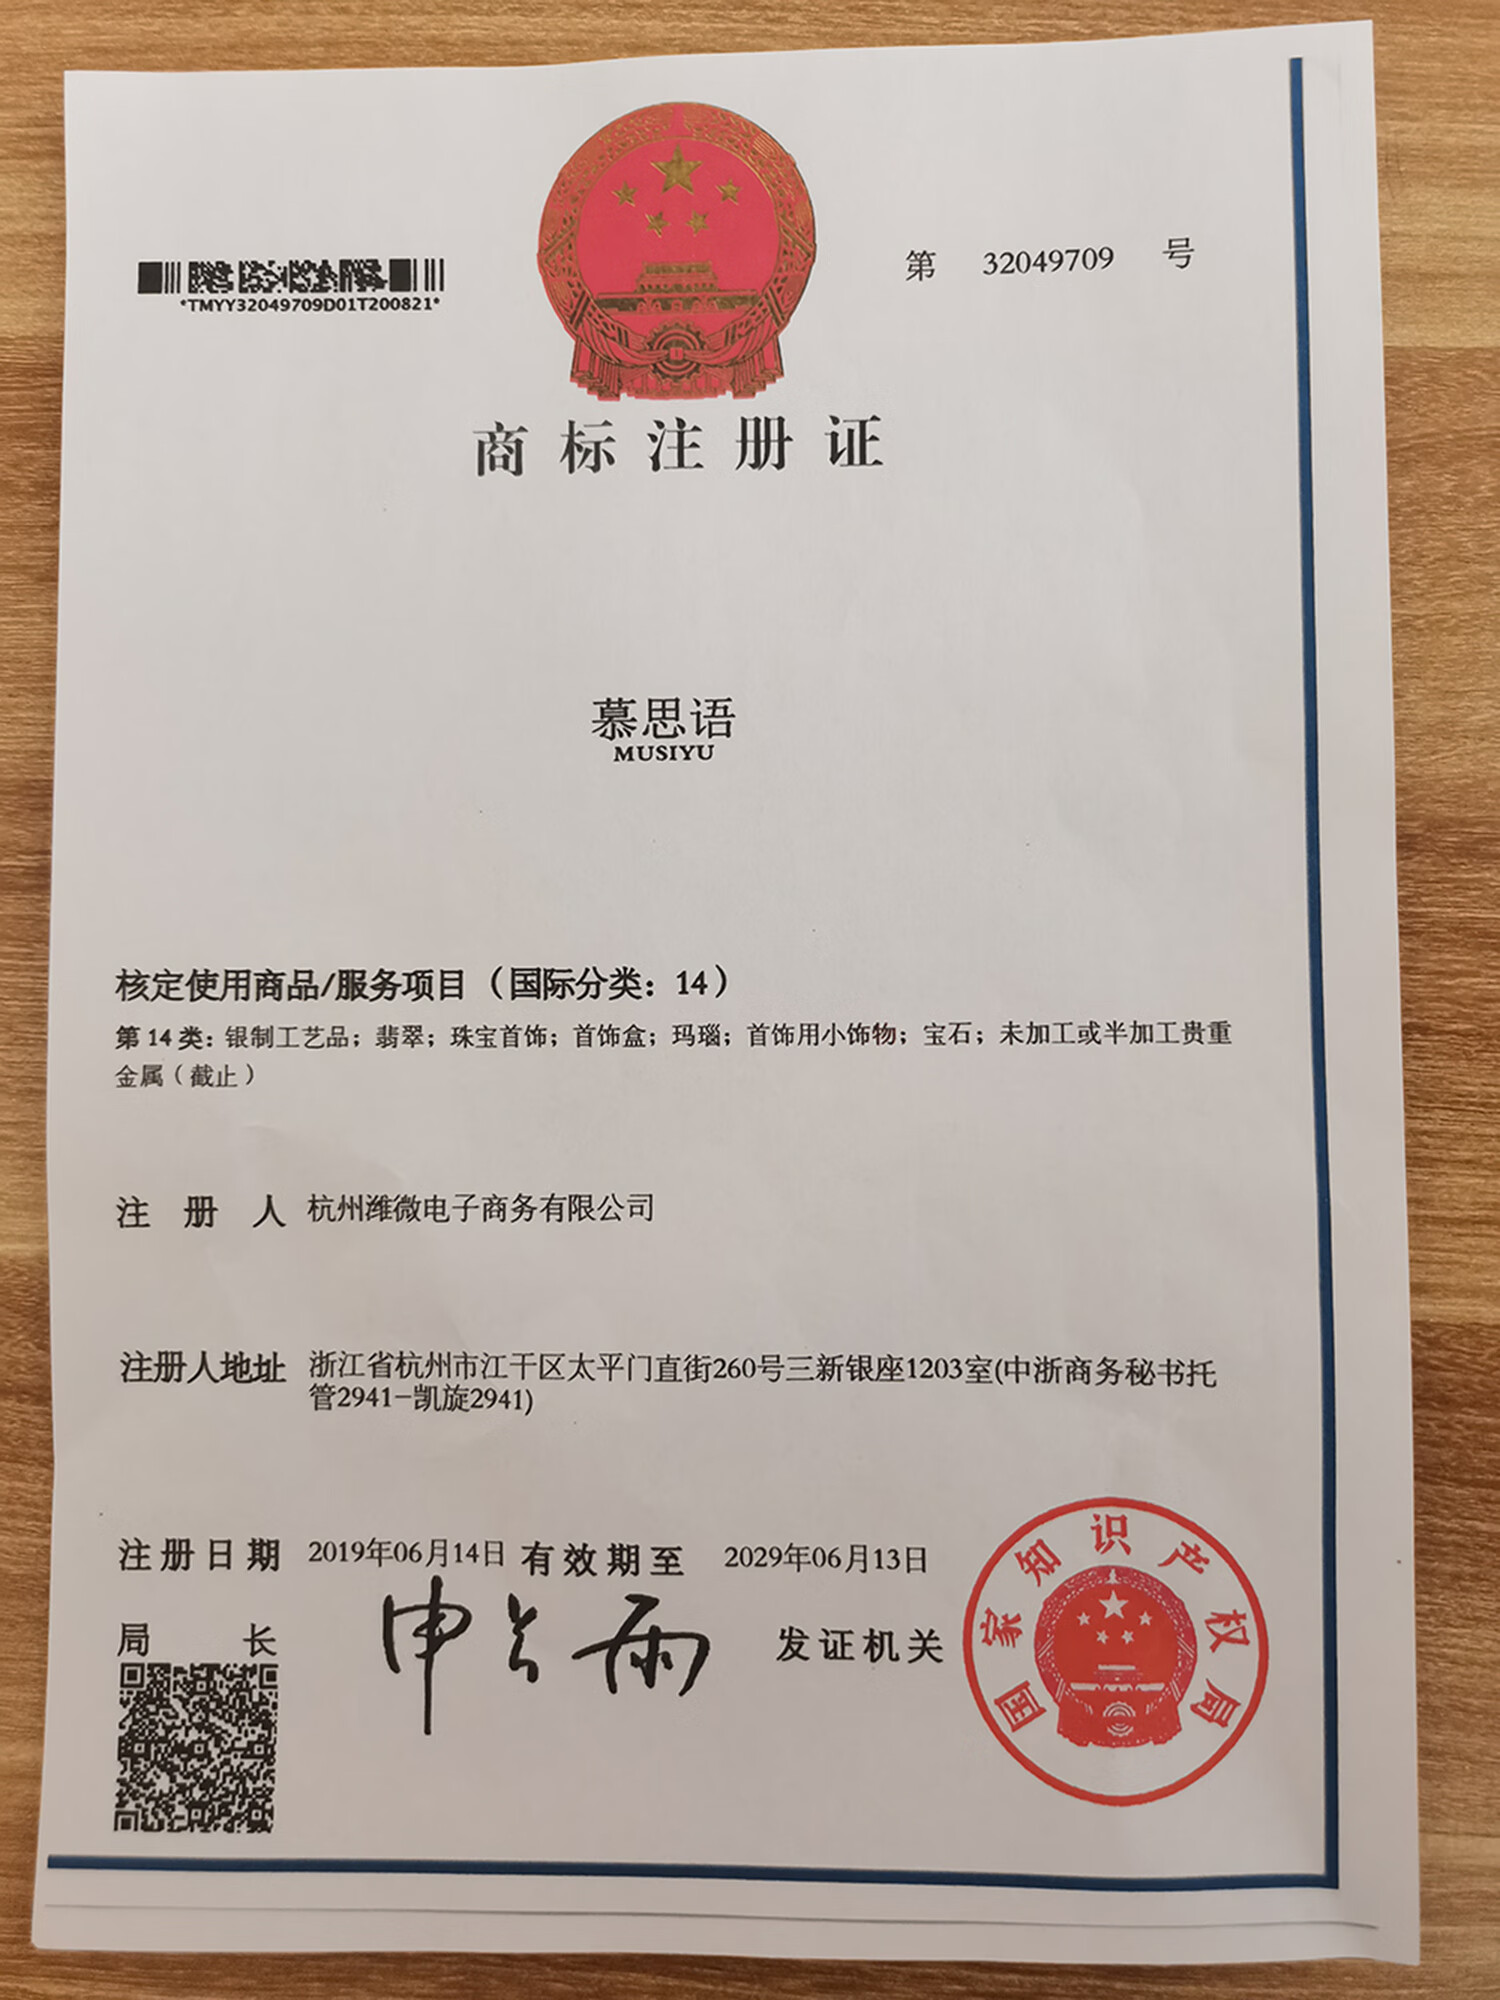 第 32049709 号
*TMYY32049709D01T200821*
商标注册证
慕思语
MUSIYU
核定使用商品/服务项目（国际分类：14）
第14类：银制工艺品；翡翠；珠宝首饰；首饰盒；玛瑙；首饰用小饰物；宝石；未加工或半加工贵重
金属（截止）
注册人 杭州潍微电子商务有限公司
注册人地址 浙江省杭州市江干区太平门直街260号三新银座1203室(中浙商务秘书托
管2941-凯旋2941)
注册日期 2019年06月14日 有效期至 2029年06月13日
局长 申长雨 发证机关
国家知识产权局